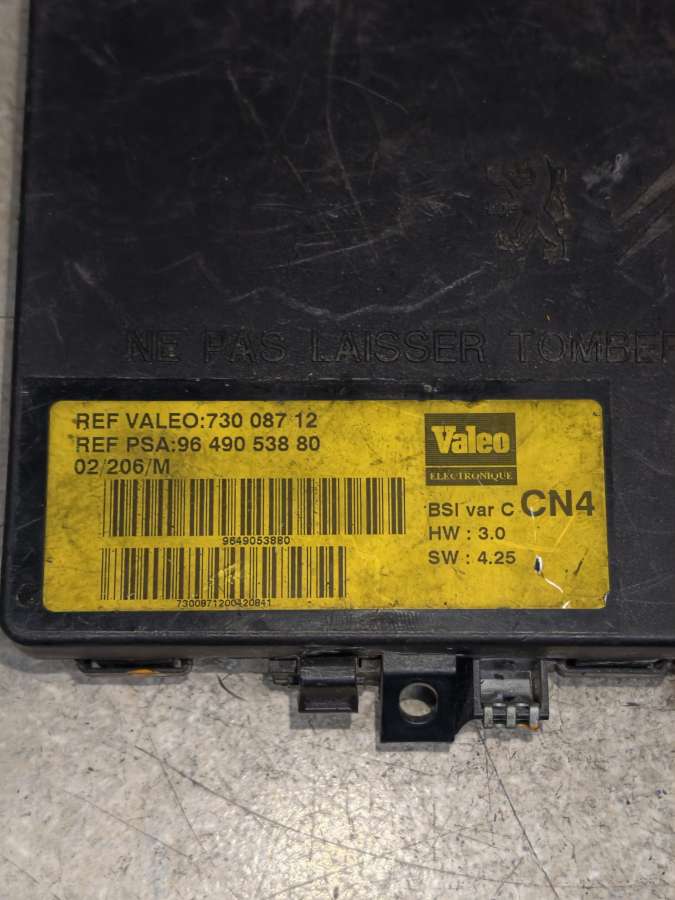 NE PAS LAISSER TOMBER
REF VALEO:730 087 12
REF PSA:96 490 538 80
02/206/M
9649053880
7300871200420841
Valeo
ELECTRONIQUE
BSI var C CN4
HW : 3.0
SW : 4.25